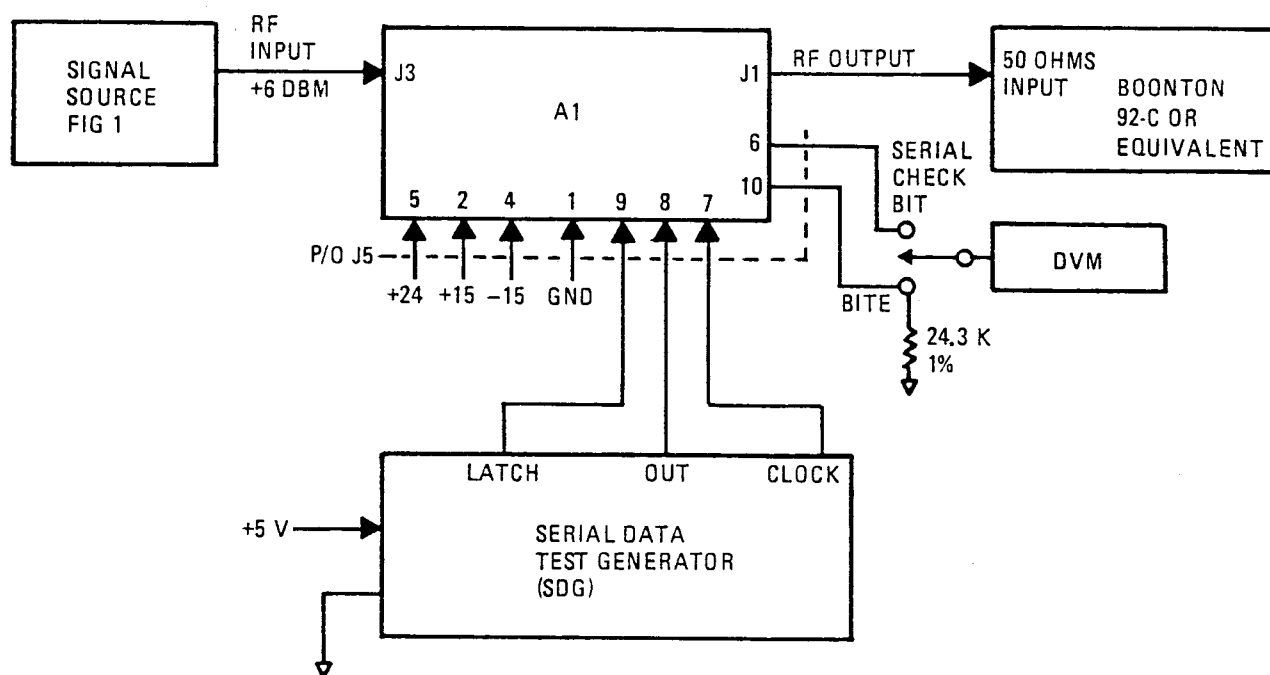 SIGNAL
SOURCE
FIG 1
RF
INPUT
+6 DBM
J3
A1
J1
6
10
5 2 4 1 9 8 7
RF OUTPUT
50 OHMS
INPUT
BOONTON
92-C OR
EQUIVALENT
SERIAL
CHECK
BIT
DVM
BITE
24.3 K
1%
P/O J5
+24 +15 −15 GND
LATCH OUT CLOCK
+5 V
SERIAL DATA
TEST GENERATOR
(SDG)